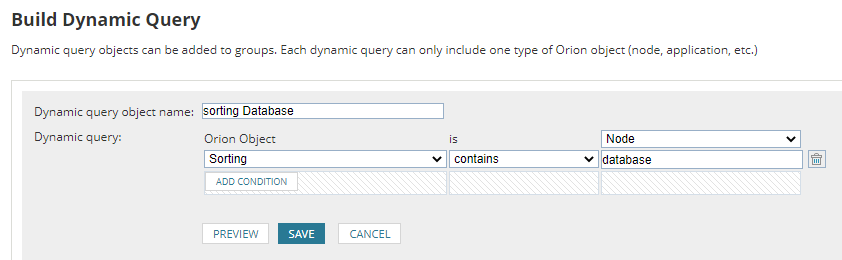 Build Dynamic Query
Dynamic query objects can be added to groups. Each dynamic query can only include one type of Orion object (node, application, etc.)
Dynamic query object name: sorting Database
Dynamic query: Orion Object is Node
Sorting contains database
ADD CONDITION
PREVIEW SAVE CANCEL